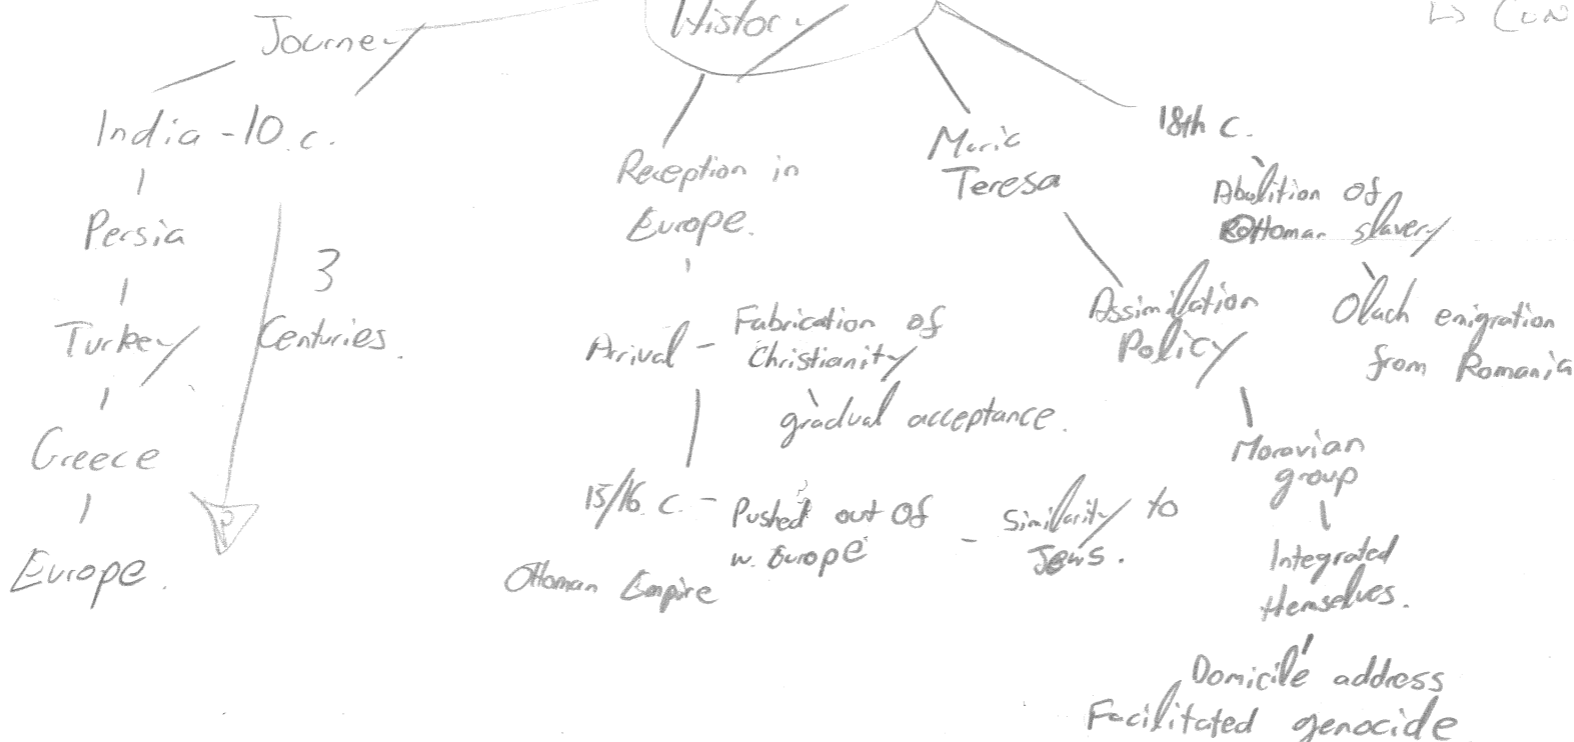 Journey
History
India - 10 c.
Persia
Turkey
Greece
Europe.
3
Centuries.
Reception in
Europe.
Arrival - Fabrication of
Christianity
gradual acceptance.
15/16 c. - Pushed out of
w. Europe
- Similarity to
Jews.
Ottoman Empire
Maria
Teresa
Assimilation
Policy
Moravian
group
Integrated
themselves.
Domicile address
Facilitated genocide
18th c.
Abolition of
Ottoman slavery
Olach emigration
from Romania